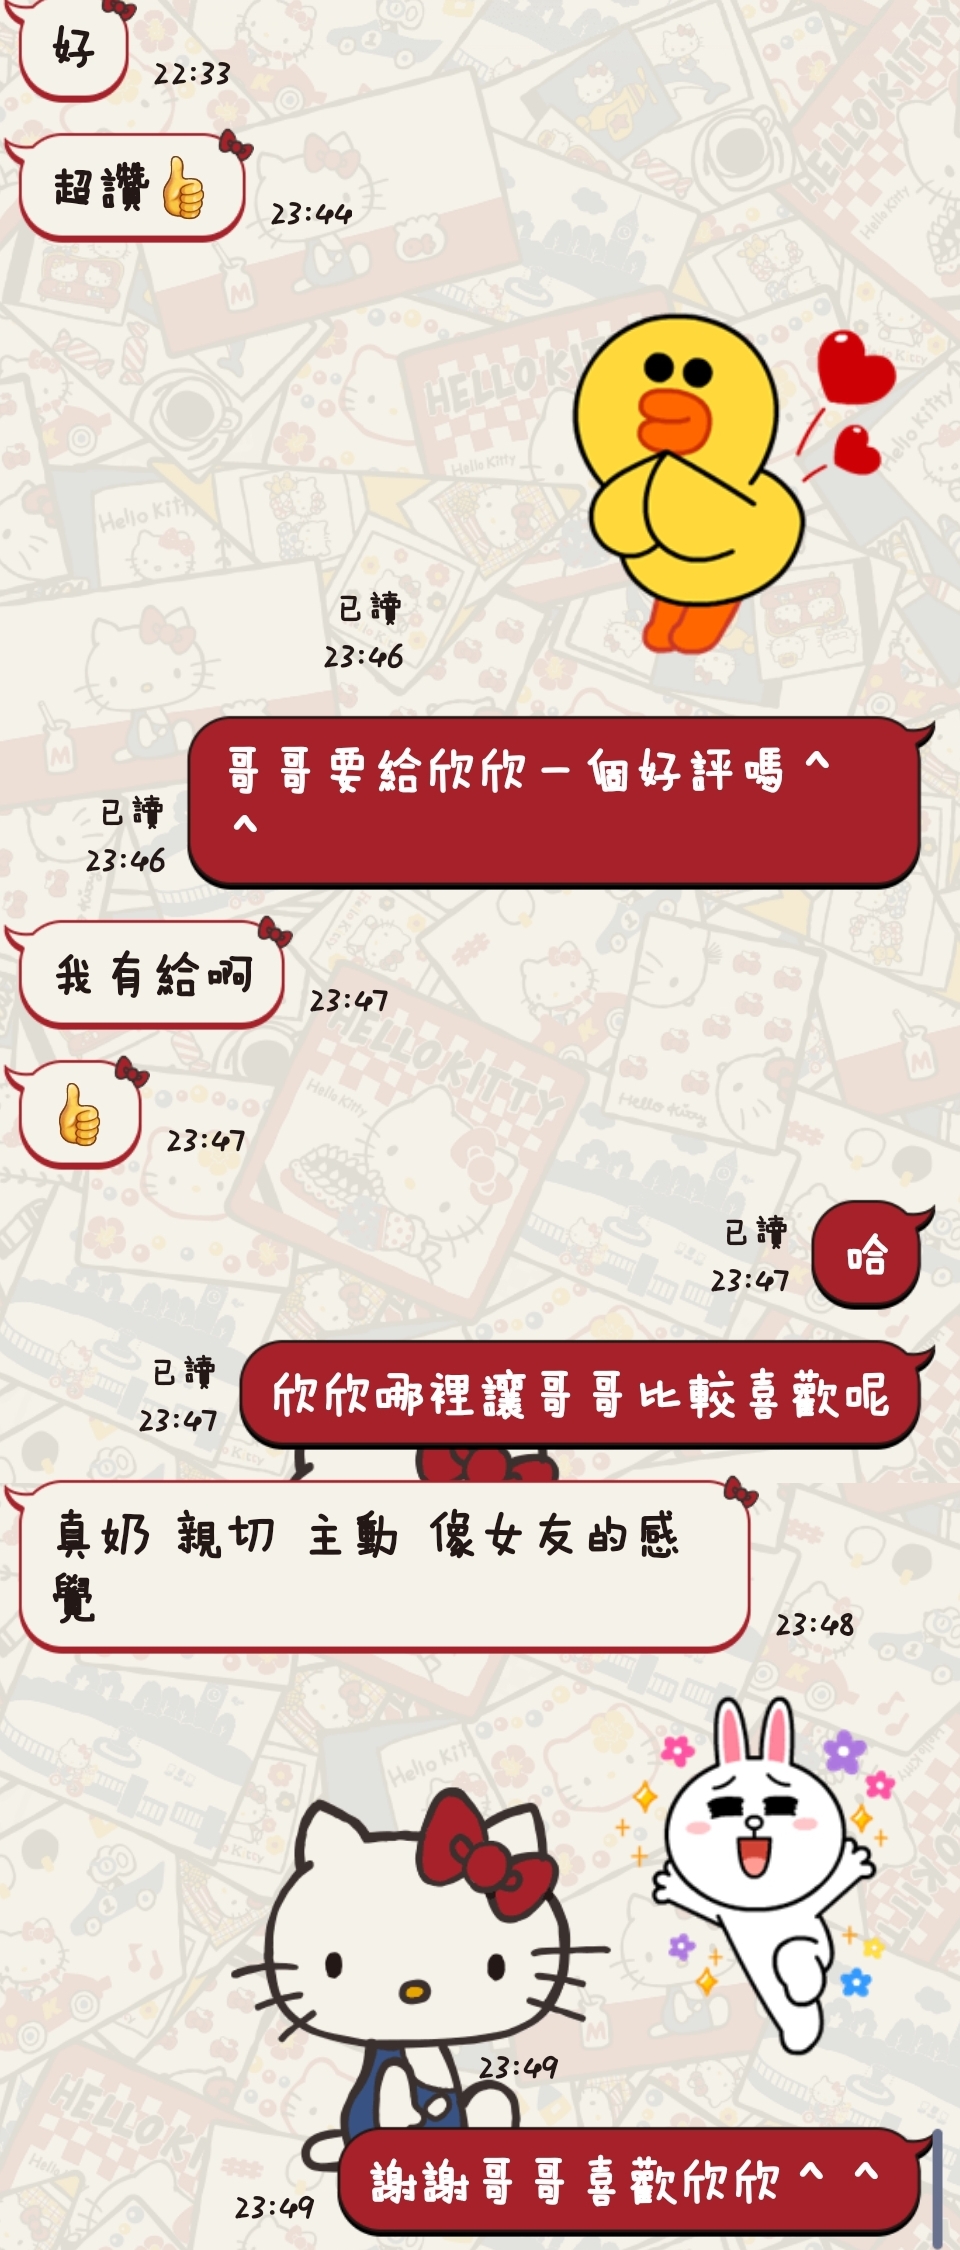 好
22:33
超讚👍
23:44
已讀
23:46
哥哥要給欣欣一個好評嗎^
^
已讀
23:46
我有給啊
23:47
👍
23:47
已讀
23:47
哈
已讀
23:47
欣欣哪裡讓哥哥比較喜歡呢
真奶 親切 主動 像女友的感
覺
23:48
23:49
謝謝哥哥喜歡欣欣^ ^
23:49
HELLO KITTY
Hello Kitty